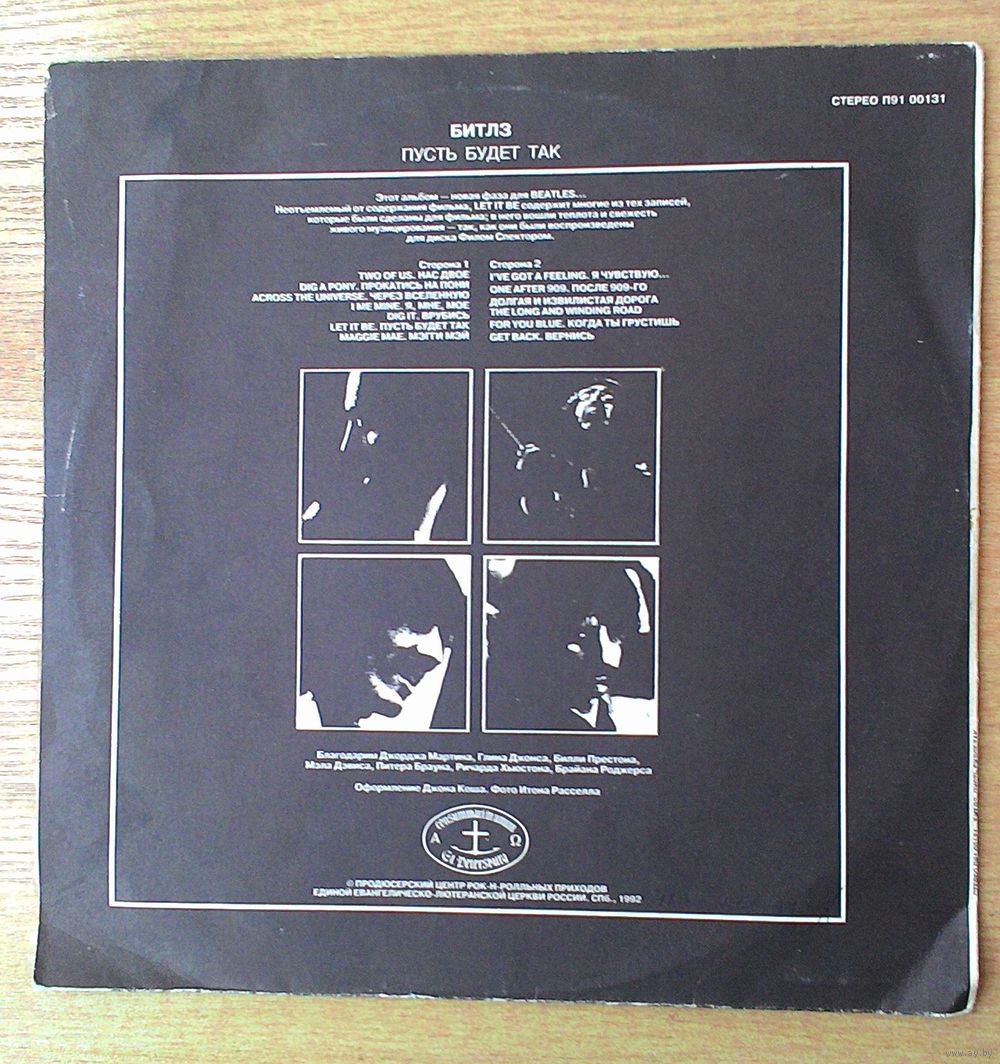 СТЕРЕО П91 00131
БИТЛЗ
ПУСТЬ БУДЕТ ТАК
Этот альбом — новая фаза для BEATLES...
Неотъемлемый от содержания фильма, LET IT BE содержит многие из тех записей,
которые были сделаны для фильма; в него вошли теплота и свежесть
живого музицирования — так, как они были воспроизведены
для диска Филом Спектором.
Сторона 1
TWO OF US. НАС ДВОЕ
DIG A PONY. ПРОКАТИСЬ НА ПОНИ
ACROSS THE UNIVERSE. ЧЕРЕЗ ВСЕЛЕННУЮ
I ME MINE. Я, МНЕ, МОЕ
DIG IT. ВРУБИСЬ
LET IT BE. ПУСТЬ БУДЕТ ТАК
MAGGIE MAE. МЭГГИ МЭЙ
Сторона 2
I'VE GOT A FEELING. Я ЧУВСТВУЮ...
ONE AFTER 909. ПОСЛЕ 909-ГО
ДОЛГАЯ И ИЗВИЛИСТАЯ ДОРОГА
THE LONG AND WINDING ROAD
FOR YOU BLUE. КОГДА ТЫ ГРУСТИШЬ
GET BACK. ВЕРНИСЬ
Благодарим Джорджа Мартина, Глина Джонса, Билли Престона,
Мэла Дэвиса, Питера Брауна, Ричарда Хьюстона, Брайана Роджерса
Оформление Джона Коша. Фото Итона Расселла
Α Ω
St. Petersburg
© ПРОДЮСЕРСКИЙ ЦЕНТР РОК-Н-РОЛЛЬНЫХ ПРИХОДОВ
ЕДИНОЙ ЕВАНГЕЛИЧЕСКО-ЛЮТЕРАНСКОЙ ЦЕРКВИ РОССИИ. СПб., 1992
www.ay.by